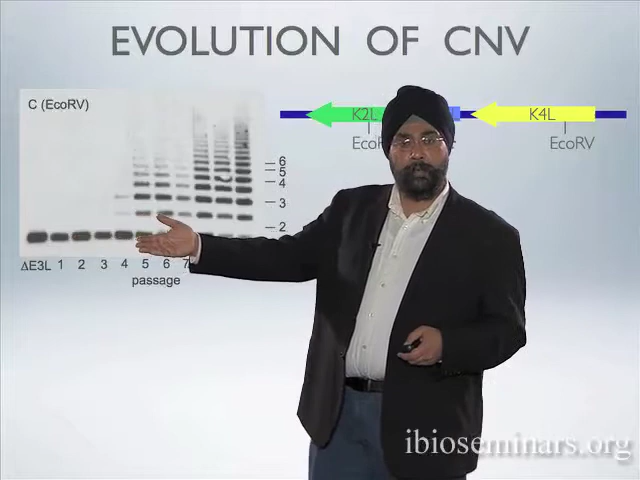 EVOLUTION OF CNV
C (EcoRV)
K2L
K4L
EcoR
EcoRV
6
5
4
3
2
ΔE3L 1 2 3 4 5 6 7
passage
ibioseminars.org